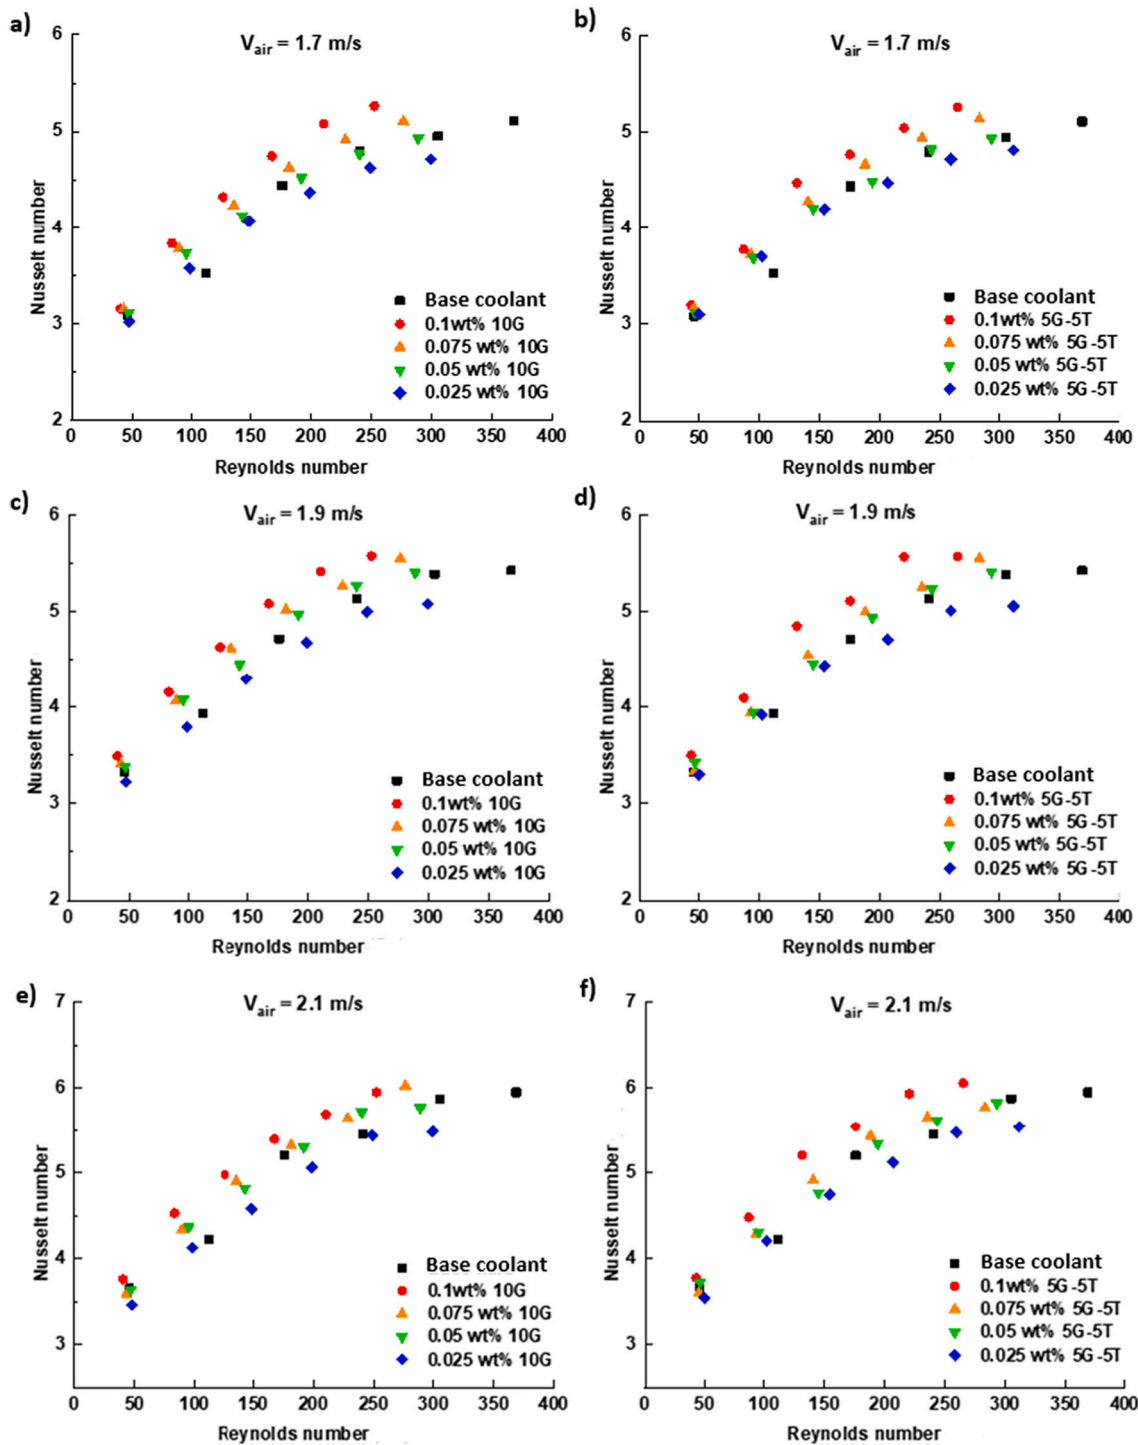 a)
V_air = 1.7 m/s
6
5
4
3
2
Nusselt number
Base coolant
0.1wt% 10G
0.075 wt% 10G
0.05 wt% 10G
0.025 wt% 10G
0 50 100 150 200 250 300 350 400
Reynolds number
b)
V_air = 1.7 m/s
6
5
4
3
2
Nusselt number
Base coolant
0.1wt% 5G-5T
0.075 wt% 5G-5T
0.05 wt% 5G-5T
0.025 wt% 5G-5T
0 50 100 150 200 250 300 350 400
Reynolds number
c)
V_air = 1.9 m/s
6
5
4
3
2
Nusselt number
Base coolant
0.1wt% 10G
0.075 wt% 10G
0.05 wt% 10G
0.025 wt% 10G
0 50 100 150 200 250 300 350 400
Reynolds number
d)
V_air = 1.9 m/s
6
5
4
3
2
Nusselt number
Base coolant
0.1wt% 5G-5T
0.075 wt% 5G-5T
0.05 wt% 5G-5T
0.025 wt% 5G-5T
0 50 100 150 200 250 300 350 400
Reynolds number
e)
V_air = 2.1 m/s
7
6
5
4
3
Nusselt number
Base coolant
0.1wt% 10G
0.075 wt% 10G
0.05 wt% 10G
0.025 wt% 10G
0 50 100 150 200 250 300 350 400
Reynolds number
f)
V_air = 2.1 m/s
7
6
5
4
3
Nusselt number
Base coolant
0.1wt% 5G-5T
0.075 wt% 5G-5T
0.05 wt% 5G-5T
0.025 wt% 5G-5T
0 50 100 150 200 250 300 350 400
Reynolds number